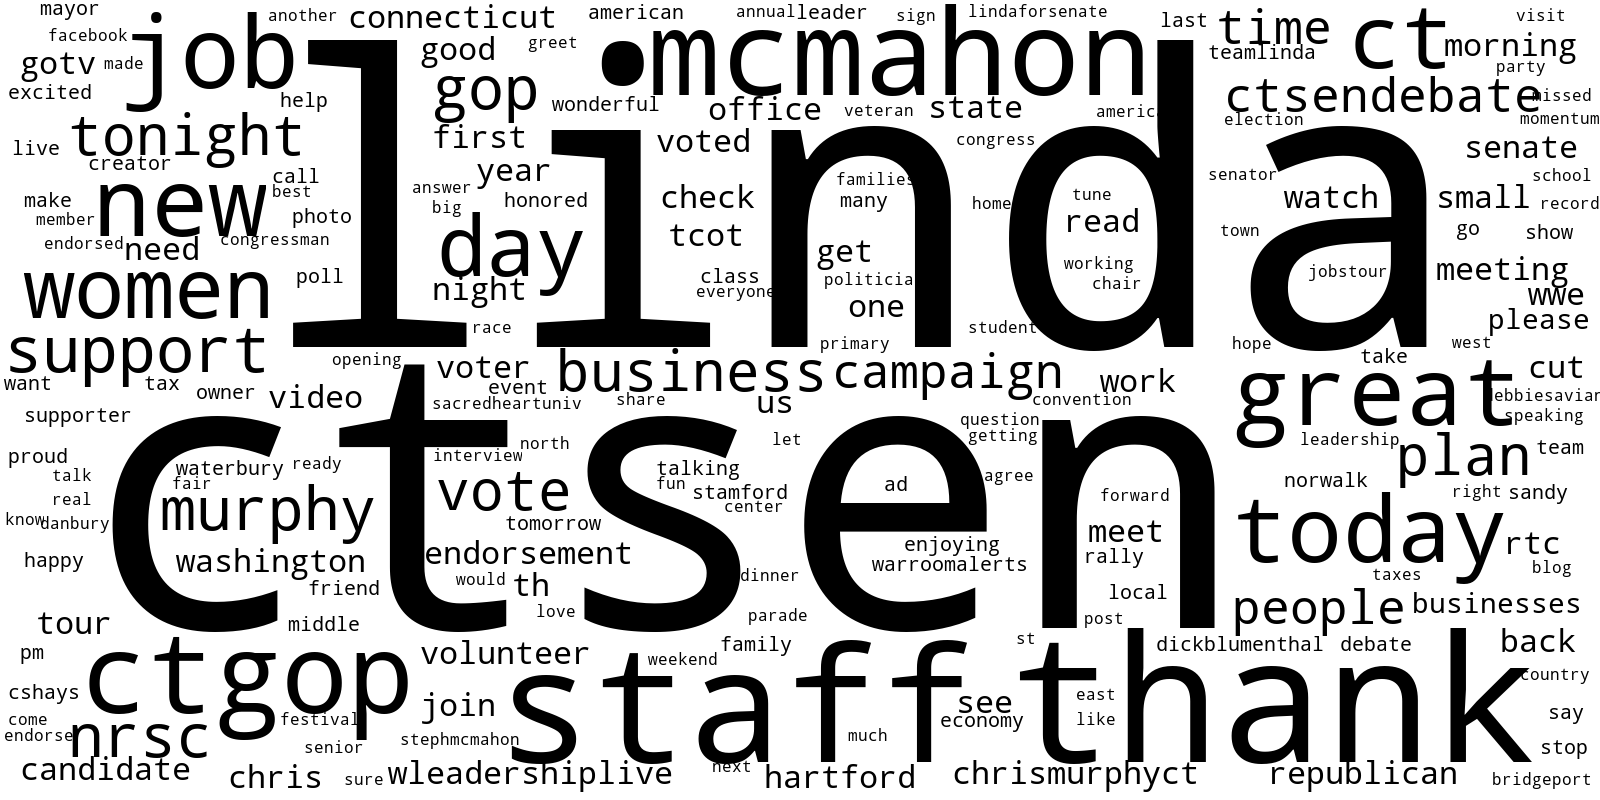 mayor another connecticut american annual leader sign lindaforsenate last time ct visit
facebook job good greet mcmahon teamlinda morning
gotv made gop party
excited help wonderful office veteran state america ctsendebate missed
tonight first voted congress election momentum
live creator year senate
new call best answer honored check families tune senator watch small school
make member photo big tcot many home read town record
endorsed need congressman day get go show
women poll night class politicia working jobstour meeting
everyone one chair wwe
linda
support race primary student hope west please
opening voter business campaign take
want tax owner video event work great cut
sacredheartuniv share us convention debbiesavian
supporter question speaking
north let getting leadership plan team
proud waterbury ready interview talking agree norwalk
talk fair vote fun stamford ad forward right sandy
real murphy center today
know danbury tomorrow meet rtc
ctsen
happy washington endorsement enjoying rally blog
friend would th dinner warroomalerts local taxes
love parade post people businesses
tour middle
pm ctgop volunteer weekend family st dickblumenthal debate back
cshays join staff see thank east country
come festival economy like say
endorse nrsc senior stephmcmahon much stop
candidate chris sure wleadershiplive next hartford chrismurphyct republican bridgeport